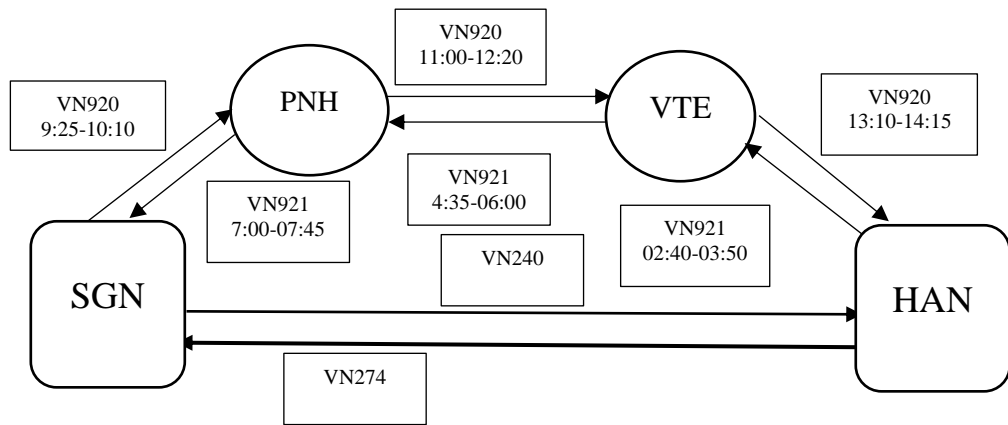 VN920
11:00-12:20
VN920
9:25-10:10
PNH
VTE
VN920
13:10-14:15
VN921
7:00-07:45
VN921
4:35-06:00
VN921
02:40-03:50
VN240
SGN
HAN
VN274